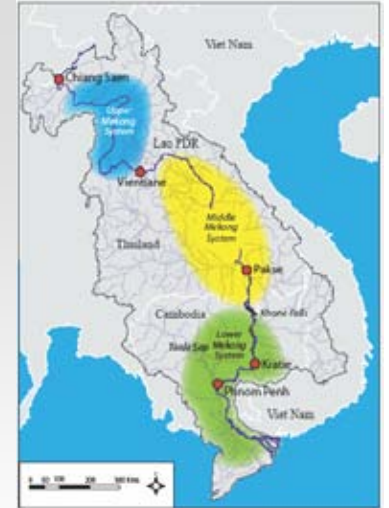 Viet Nam
Chiang Saen
Upper
Mekong
System
Lao PDR
Vientiane
Middle
Mekong
System
Thailand
Pakse
Khone Falls
Cambodia
Lower
Mekong
System
Tonle Sap
Kratie
Phnom Penh
Viet Nam